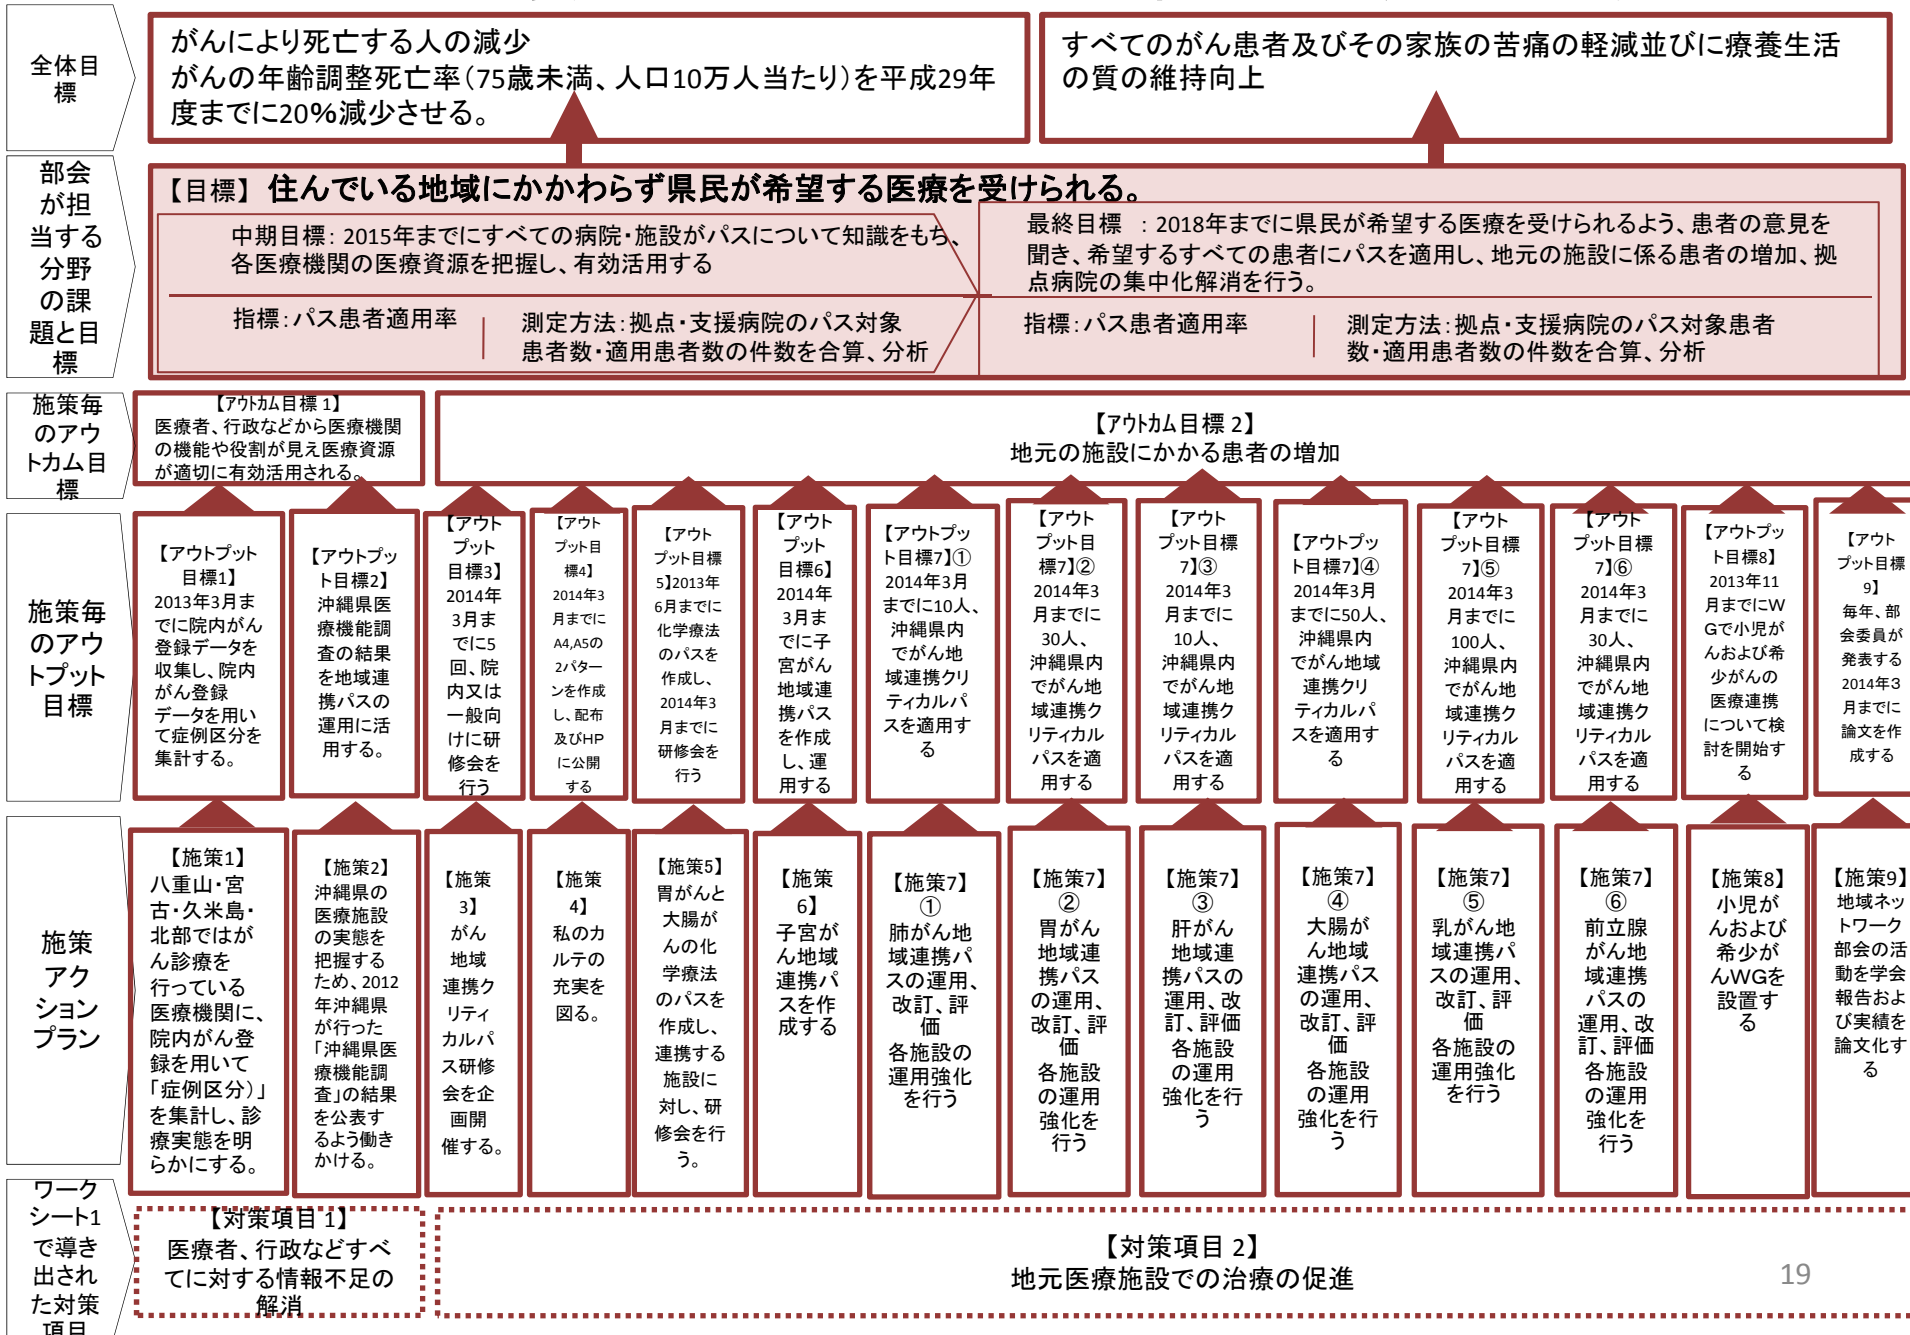 全体目
標
がんにより死亡する人の減少
がんの年齢調整死亡率(75歳未満、人口10万人当たり)を平成29年
度までに20%減少させる。
すべてのがん患者及びその家族の苦痛の軽減並びに療養生活
の質の維持向上
部会
が担
当する
分野
の課
題と目
標
【目標】 住んでいる地域にかかわらず県民が希望する医療を受けられる。
中期目標:2015年までにすべての病院・施設がパスについて知識をもち、
各医療機関の医療資源を把握し、有効活用する
指標:パス患者適用率
測定方法:拠点・支援病院のパス対象
患者数・適用患者数の件数を合算、分析
最終目標 :2018年までに県民が希望する医療を受けられるよう、患者の意見を
聞き、希望するすべての患者にパスを適用し、地元の施設に係る患者の増加、拠
点病院の集中化解消を行う。
指標:パス患者適用率
測定方法:拠点・支援病院のパス対象患者
数・適用患者数の件数を合算、分析
施策毎
のアウ
トカム目
標
【アウトカム目標 1】
医療者、行政などから医療機関
の機能や役割が見え医療資源
が適切に有効活用される。
【アウトカム目標 2】
地元の施設にかかる患者の増加
施策毎
のアウ
トプット
目標
【アウトプット
目標1】
2013年3月ま
でに院内がん
登録データを
収集し、院内
がん登録
データを用い
て症例区分を
集計する。
【アウトプッ
ト目標2】
沖縄県医
療機能調
査の結果
を地域連
携パスの
運用に活
用する。
【アウト
プット
目標3】
2014年
3月ま
でに5
回、院
内又は
一般向
けに研
修会を
行う
【アウト
プット目
標4】
2014年3
月までに
A4,A5の
2パター
ンを作成
し、配布
及びHP
に公開
する
【アウト
プット目標
5】2013年
6月までに
化学療法
のパスを
作成し、
2014年3
月までに
研修会を
行う
【アウト
プット
目標6】
2014年
3月ま
でに子
宮がん
地域連
携パス
を作成
し、運
用する
【アウトプッ
ト目標7】①
2014年3月
までに10人、
沖縄県内
でがん地
域連携クリ
ティカルパ
スを適用す
る
【アウト
プット目
標7】②
2014年3
月までに
30人、
沖縄県内
でがん地
域連携ク
リティカル
パスを適
用する
【アウト
プット目標
7】③
2014年3
月までに
10人、
沖縄県内
でがん地
域連携ク
リティカル
パスを適
用する
【アウトプッ
ト目標7】④
2014年3月
までに50人、
沖縄県内
でがん地域
連携クリ
ティカルパ
スを適用す
る
【アウト
プット目標
7】⑤
2014年3
月までに
100人、
沖縄県内
でがん地
域連携ク
リティカル
パスを適
用する
【アウト
プット目標
7】⑥
2014年3
月までに
30人、
沖縄県内
でがん地
域連携ク
リティカル
パスを適
用する
【アウトプッ
ト目標8】
2013年11
月までにW
Gで小児が
んおよび希
少がんの
医療連携
について検
討を開始す
る
【アウト
プット目標
9】
毎年、部
会委員が
発表する
2014年3
月までに
論文を作
成する
施策
アク
ション
プラン
【施策1】
八重山・宮
古・久米島・
北部ではが
ん診療を
行っている
医療機関に、
院内がん登
録を用いて
「症例区分)」
を集計し、診
療実態を明
らかにする。
【施策2】
沖縄県の
医療施設
の実態を
把握する
ため、2012
年沖縄県
が行った
「沖縄県医
療機能調
査」の結果
を公表す
るよう働き
かける。
【施策
3】
がん
地域
連携ク
リティ
カルパ
ス研修
会を企
画開
催する。
【施策
4】
私のカ
ルテの
充実を
図る。
【施策5】
胃がんと
大腸が
んの化
学療法
のパスを
作成し、
連携する
施設に
対し、研
修会を行
う。
【施策
6】
子宮が
ん地域
連携パ
スを作
成する
【施策7】
①
肺がん地
域連携パ
スの運用、
改訂、評
価
各施設の
運用強化
を行う
【施策7】
②
胃がん
地域連
携パス
の運用、
改訂、評
価
各施設
の運用
強化を
行う
【施策7】
③
肝がん
地域連
携パスの
運用、改
訂、評価
各施設
の運用
強化を行
う
【施策7】
④
大腸が
ん地域
連携パス
の運用、
改訂、評
価
各施設
の運用
強化を行
う
【施策7】
⑤
乳がん地
域連携パ
スの運用、
改訂、評
価
各施設の
運用強化
を行う
【施策7】
⑥
前立腺
がん地
域連携
パスの
運用、改
訂、評価
各施設
の運用
強化を
行う
【施策8】
小児が
んおよび
希少が
んWGを
設置す
る
【施策9】
地域ネッ
トワーク
部会の活
動を学会
報告およ
び実績を
論文化す
る
ワーク
シート1
で導き
出され
た対策
項目
【対策項目 1】
医療者、行政などすべ
てに対する情報不足の
解消
【対策項目 2】
地元医療施設での治療の促進
19